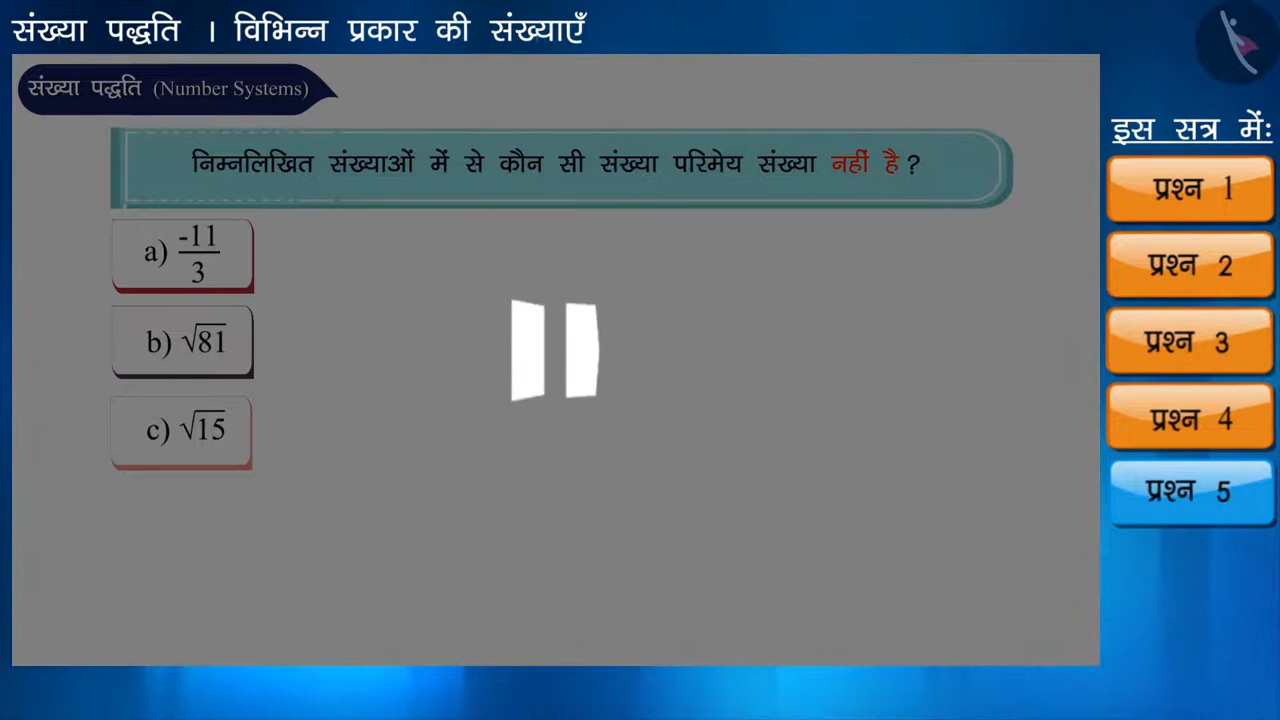 संख्या पद्धति । विभिन्न प्रकार की संख्याएँ
संख्या पद्धति (Number Systems)
इस सत्र में:
निम्नलिखित संख्याओं में से कौन सी संख्या परिमेय संख्या नहीं है ?
a) -11/3
b) √81
c) √15
प्रश्न 1
प्रश्न 2
प्रश्न 3
प्रश्न 4
प्रश्न 5